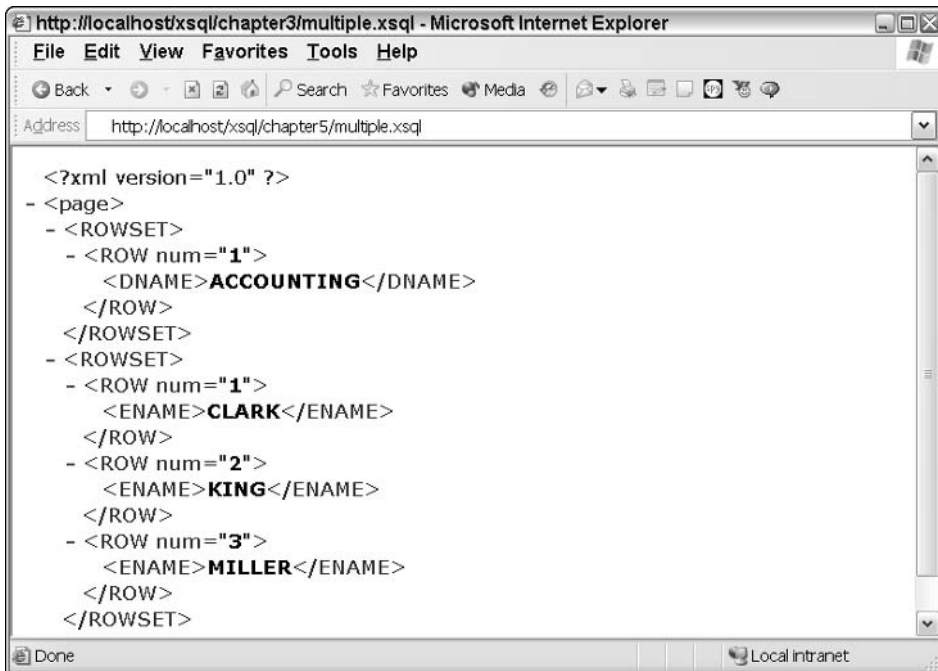 http://localhost/xsql/chapter3/multiple.xsql - Microsoft Internet Explorer
File Edit View Favorites Tools Help
Back Search Favorites Media
Address http://localhost/xsql/chapter5/multiple.xsql
<?xml version="1.0" ?>
- <page>
- <ROWSET>
- <ROW num="1">
<DNAME>ACCOUNTING</DNAME>
</ROW>
</ROWSET>
- <ROWSET>
- <ROW num="1">
<ENAME>CLARK</ENAME>
</ROW>
- <ROW num="2">
<ENAME>KING</ENAME>
</ROW>
- <ROW num="3">
<ENAME>MILLER</ENAME>
</ROW>
</ROWSET>
Done Local intranet